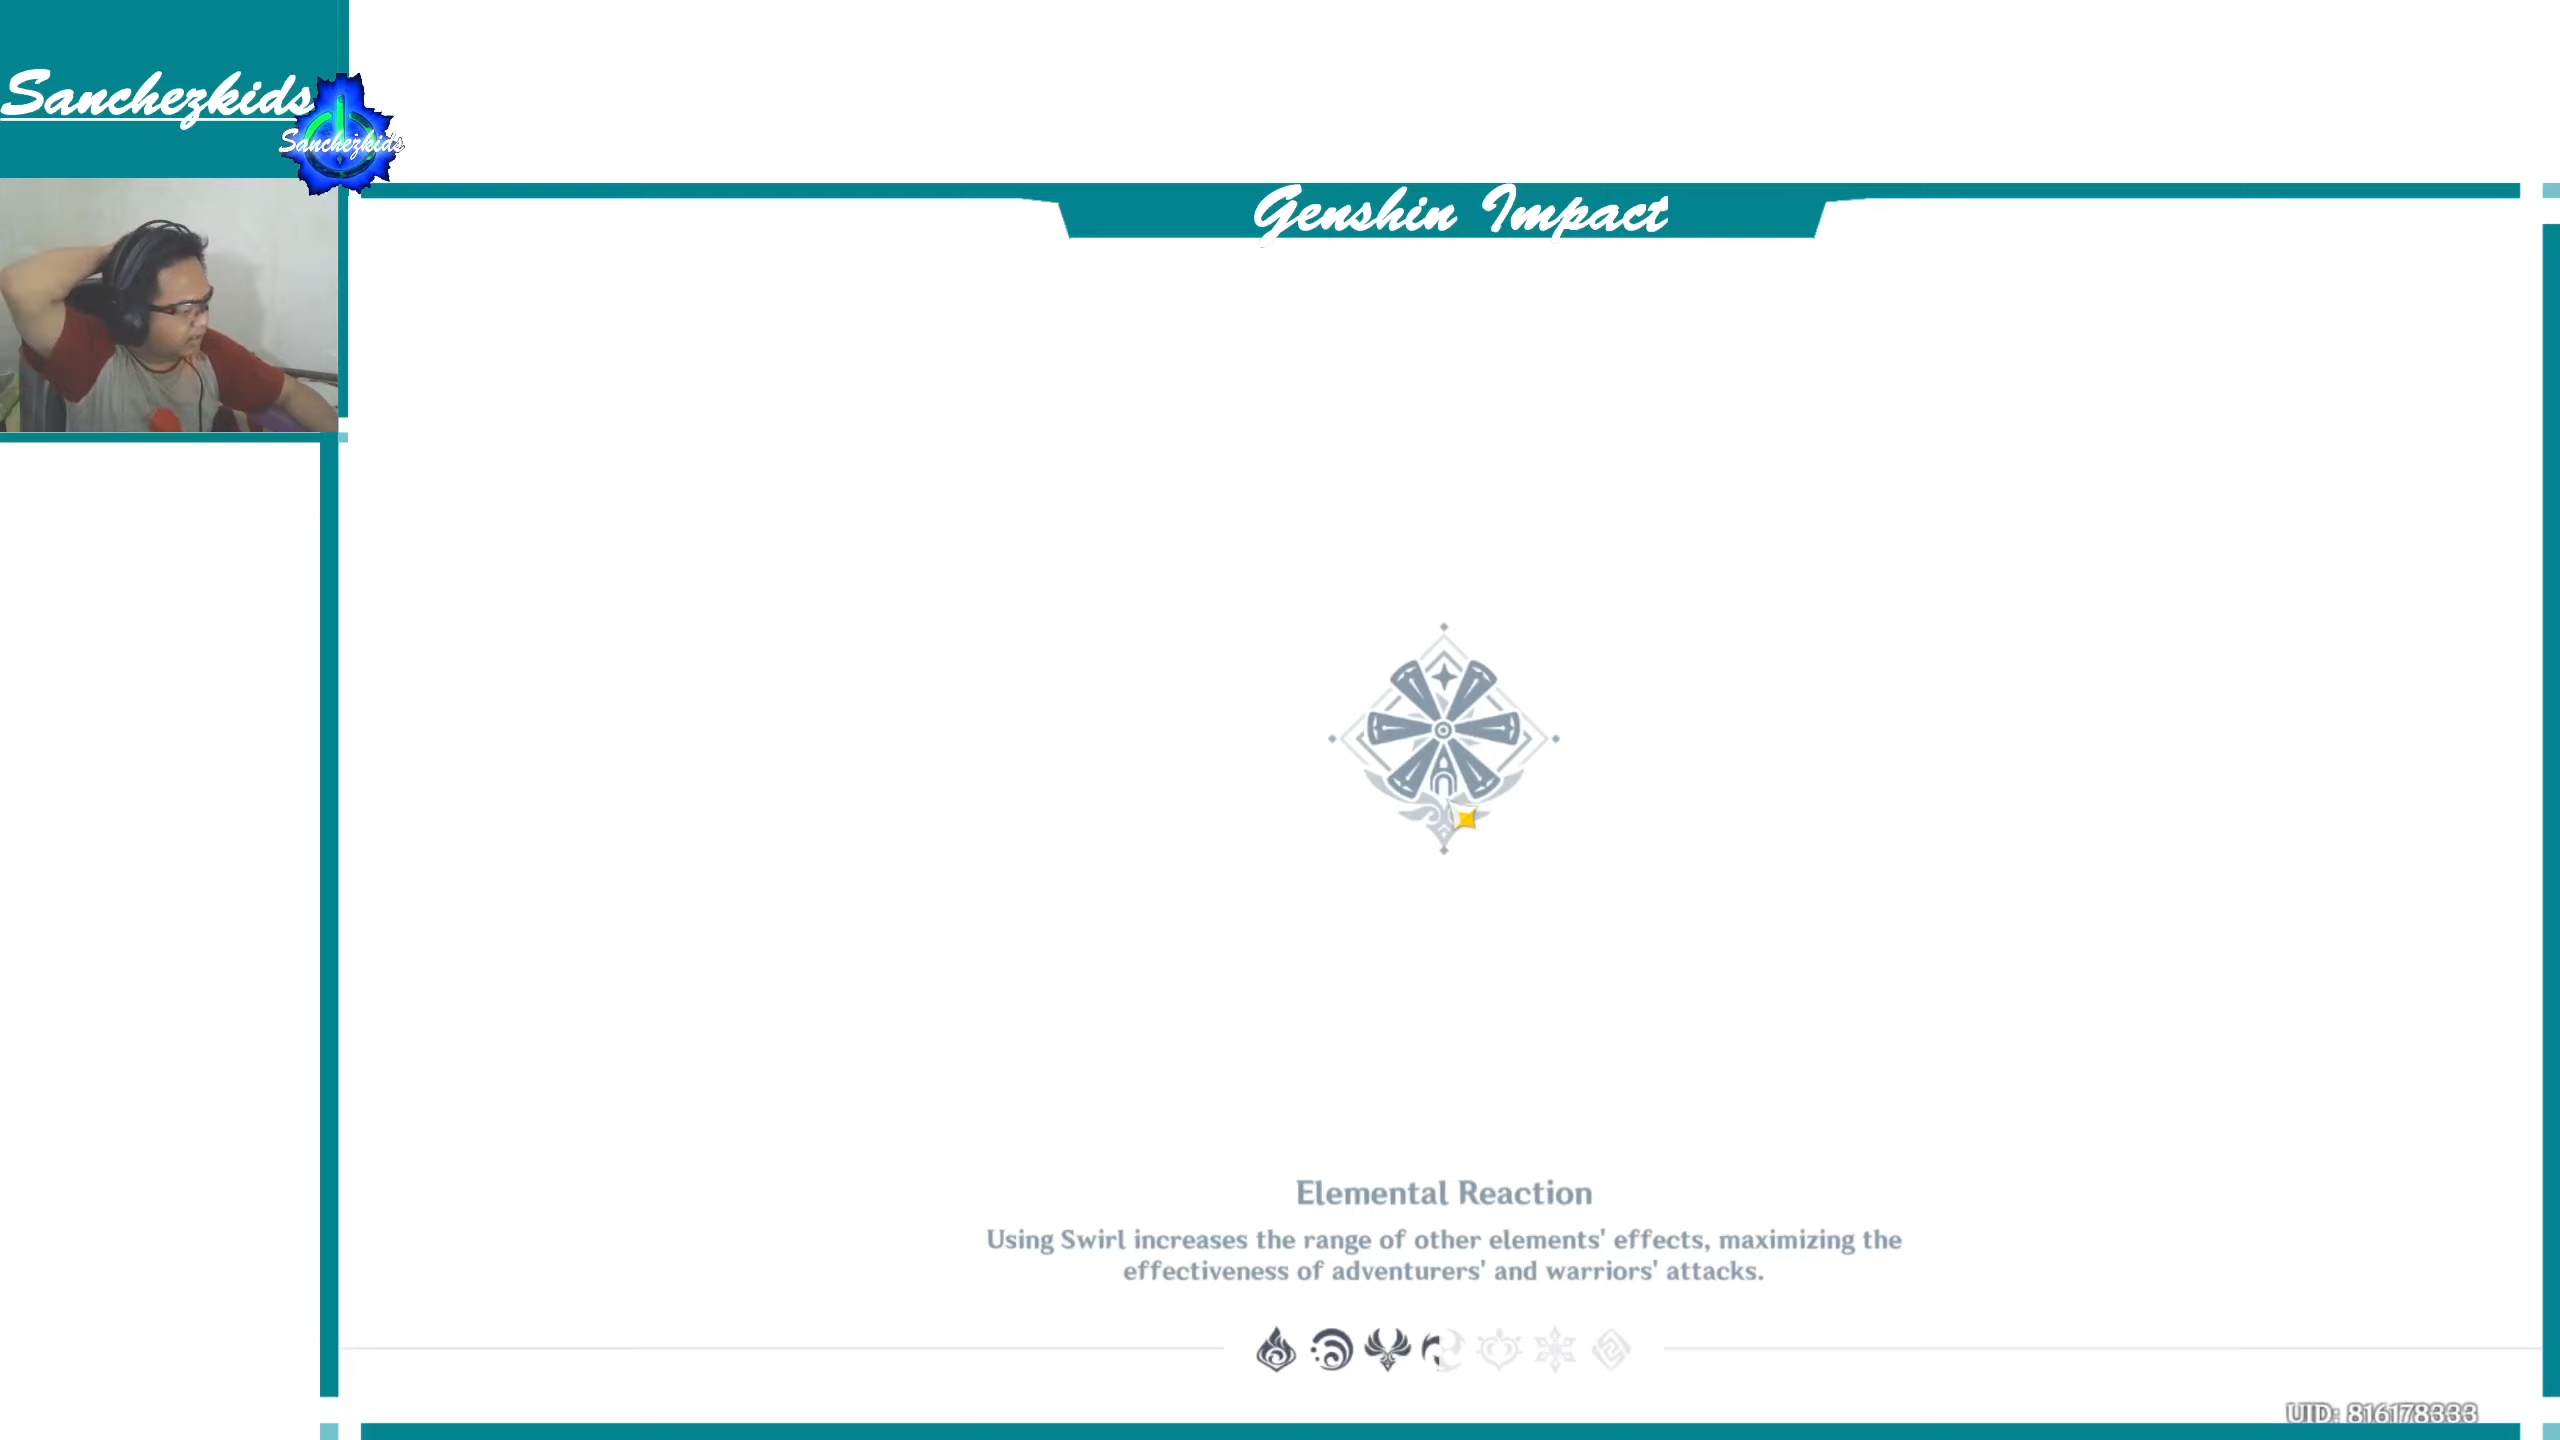 Sanchezkids
Sanchezkids
Genshin Impact
Elemental Reaction
Using Swirl increases the range of other elements' effects, maximizing the
effectiveness of adventurers' and warriors' attacks.
UID: 816178333